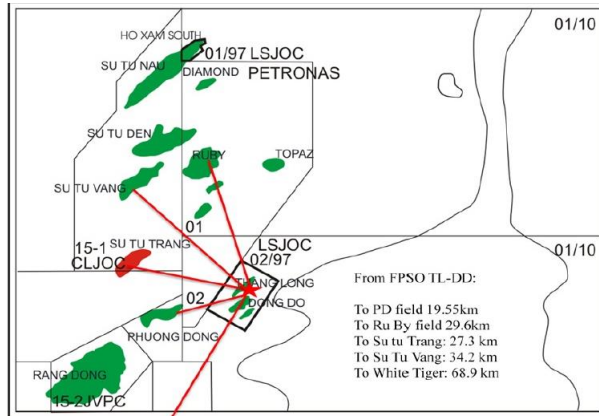 HO XAM SOUTH
01/10
01/97 LSJOC
SU TU NAU
DIAMOND
PETRONAS
SU TU DEN
RUBY
TOPAZ
SU TU VANG
01
SU TU TRANG
15-1
CLJOC
LSJOC
02/97
01/10
THANG LONG
DONG DO
02
PHUONG DONG
RANG DONG
15-2JVPC
From FPSO TL-DD:
To PD field 19.55km
To Ru By field 29.6km
To Su tu Trang: 27.3 km
To Su Tu Vang: 34.2 km
To White Tiger: 68.9 km